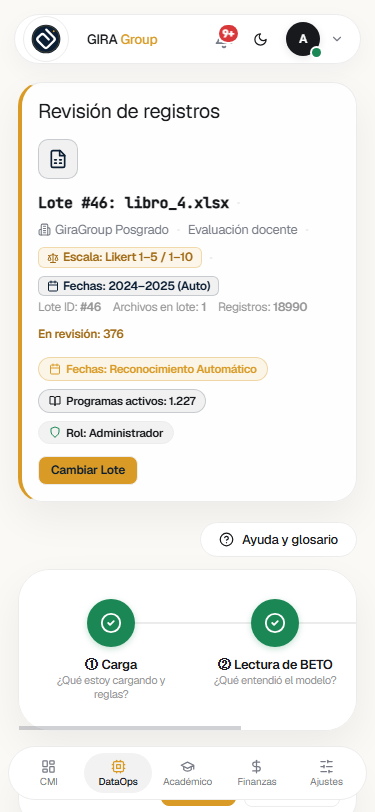 GIRA Group
9+
A
Revisión de registros
Lote #46: libro_4.xlsx
GiraGroup Posgrado · Evaluación docente ·
Escala: Likert 1–5 / 1–10 ·
Fechas: 2024–2025 (Auto)
Lote ID: #46 Archivos en lote: 1 Registros: 18990
En revisión: 376
Fechas: Reconocimiento Automático
Programas activos: 1.227
Rol: Administrador
Cambiar Lote
Ayuda y glosario
① Carga
¿Qué estoy cargando y
reglas?
② Lectura de BETO
¿Qué entendió el modelo?
CMI
DataOps
Académico
Finanzas
Ajustes